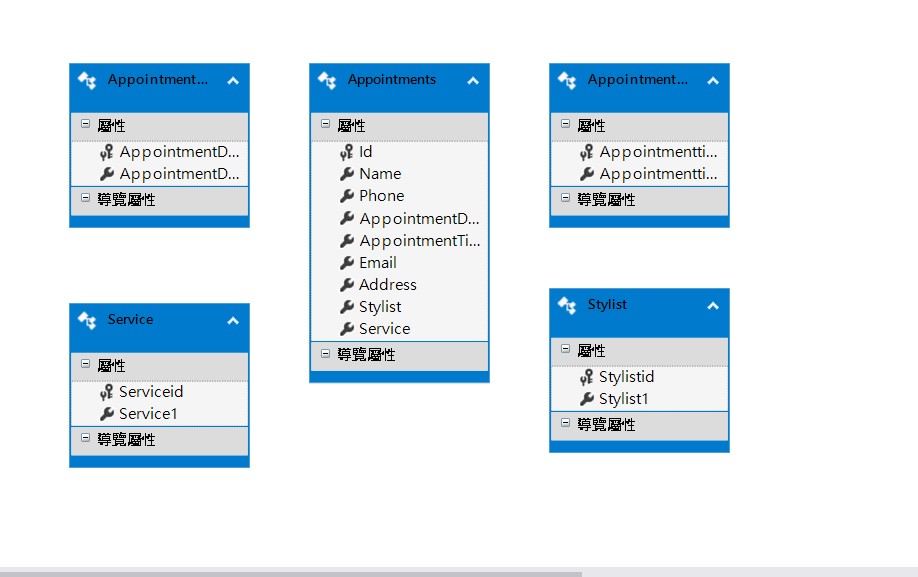 Appointment...
屬性
AppointmentD...
AppointmentD...
導覽屬性
Appointments
屬性
Id
Name
Phone
AppointmentD...
AppointmentTi...
Email
Address
Stylist
Service
導覽屬性
Appointment...
屬性
Appointmentti...
Appointmentti...
導覽屬性
Service
屬性
Serviceid
Service1
導覽屬性
Stylist
屬性
Stylistid
Stylist1
導覽屬性